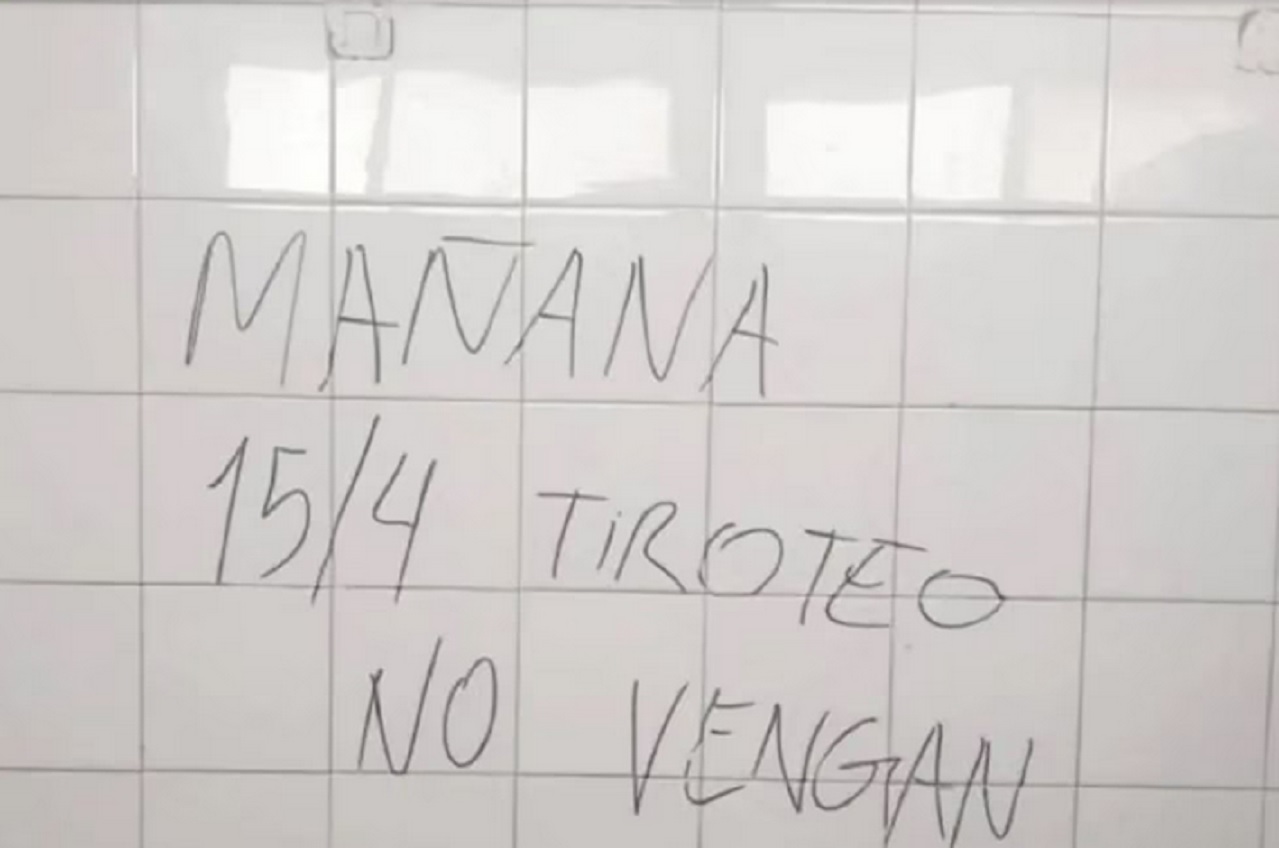 MAÑANA
15/4 TiROTEO
NO VENGAN